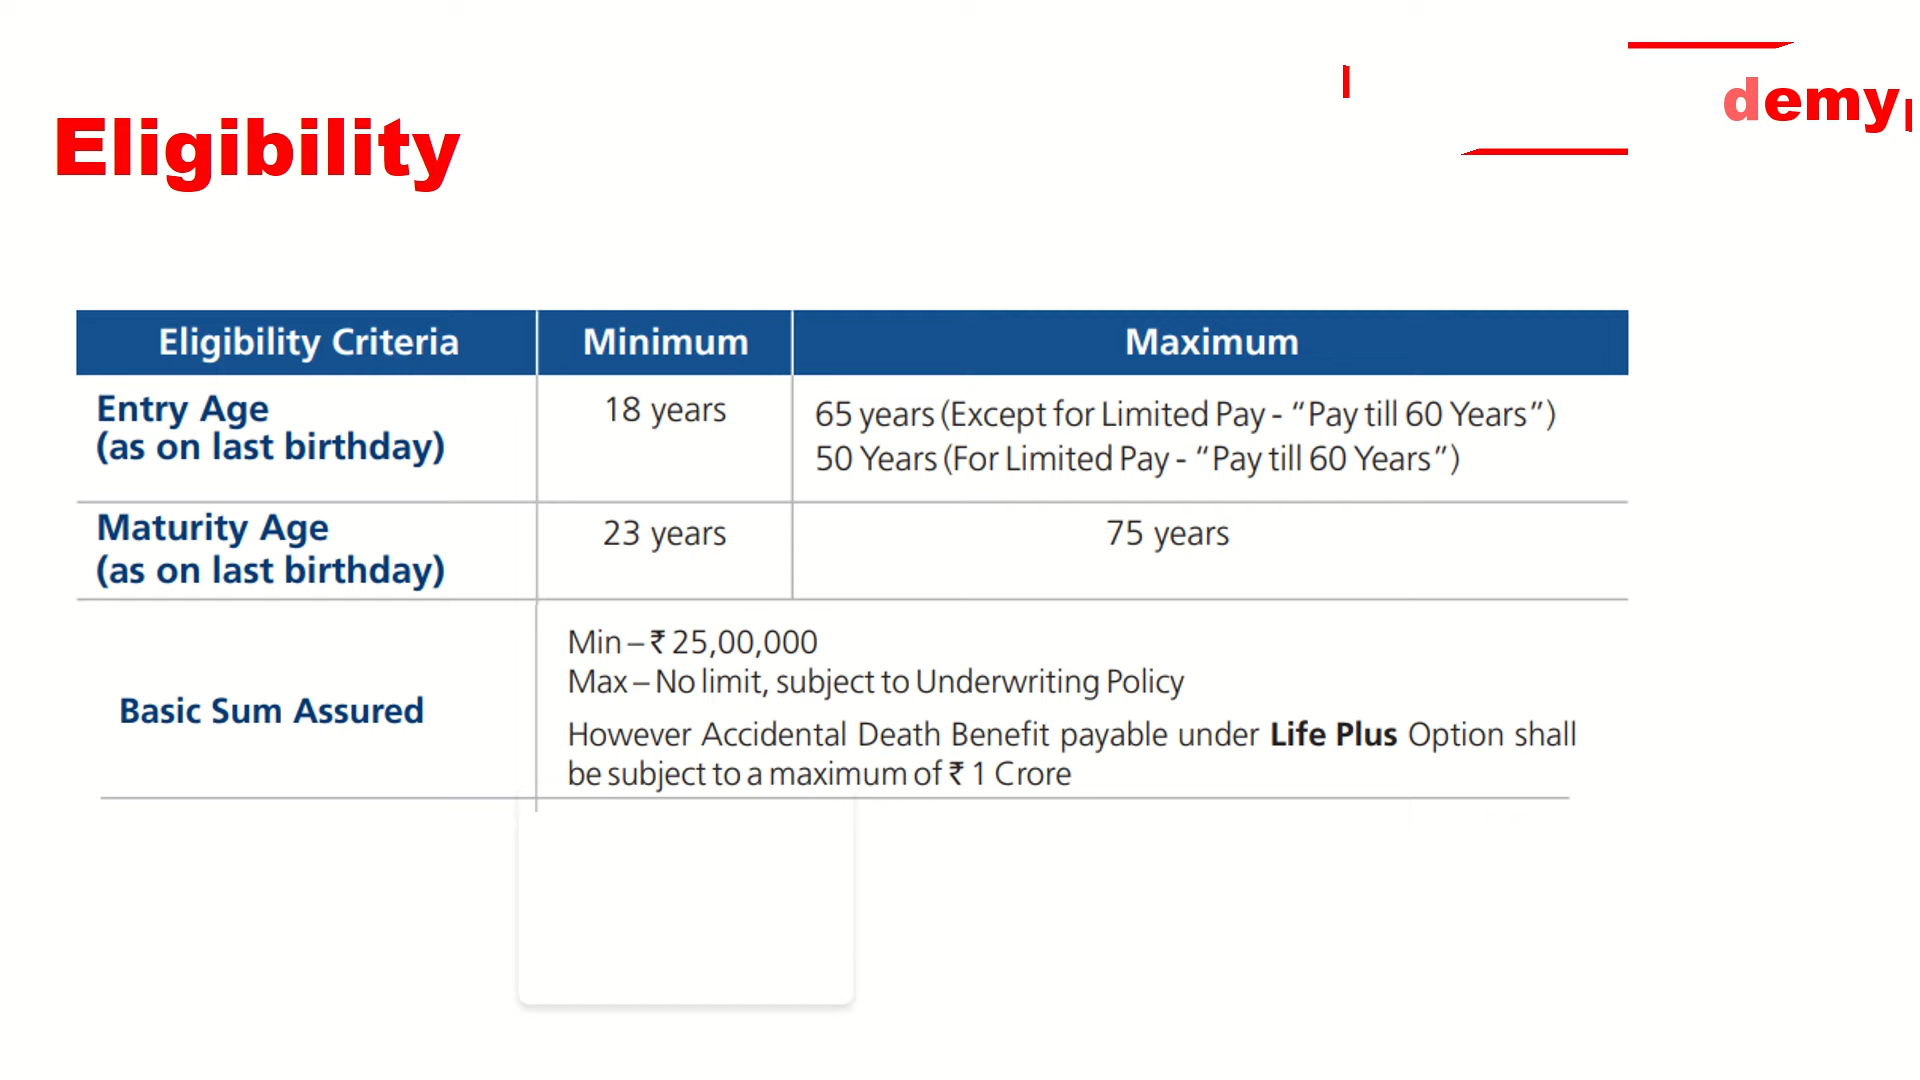 demy
Eligibility
Eligibility Criteria Minimum Maximum
Entry Age
(as on last birthday)
18 years
65 years (Except for Limited Pay - “Pay till 60 Years”)
50 Years (For Limited Pay - “Pay till 60 Years”)
Maturity Age
(as on last birthday)
23 years
75 years
Basic Sum Assured
Min – ₹ 25,00,000
Max – No limit, subject to Underwriting Policy
However Accidental Death Benefit payable under Life Plus Option shall
be subject to a maximum of ₹ 1 Crore